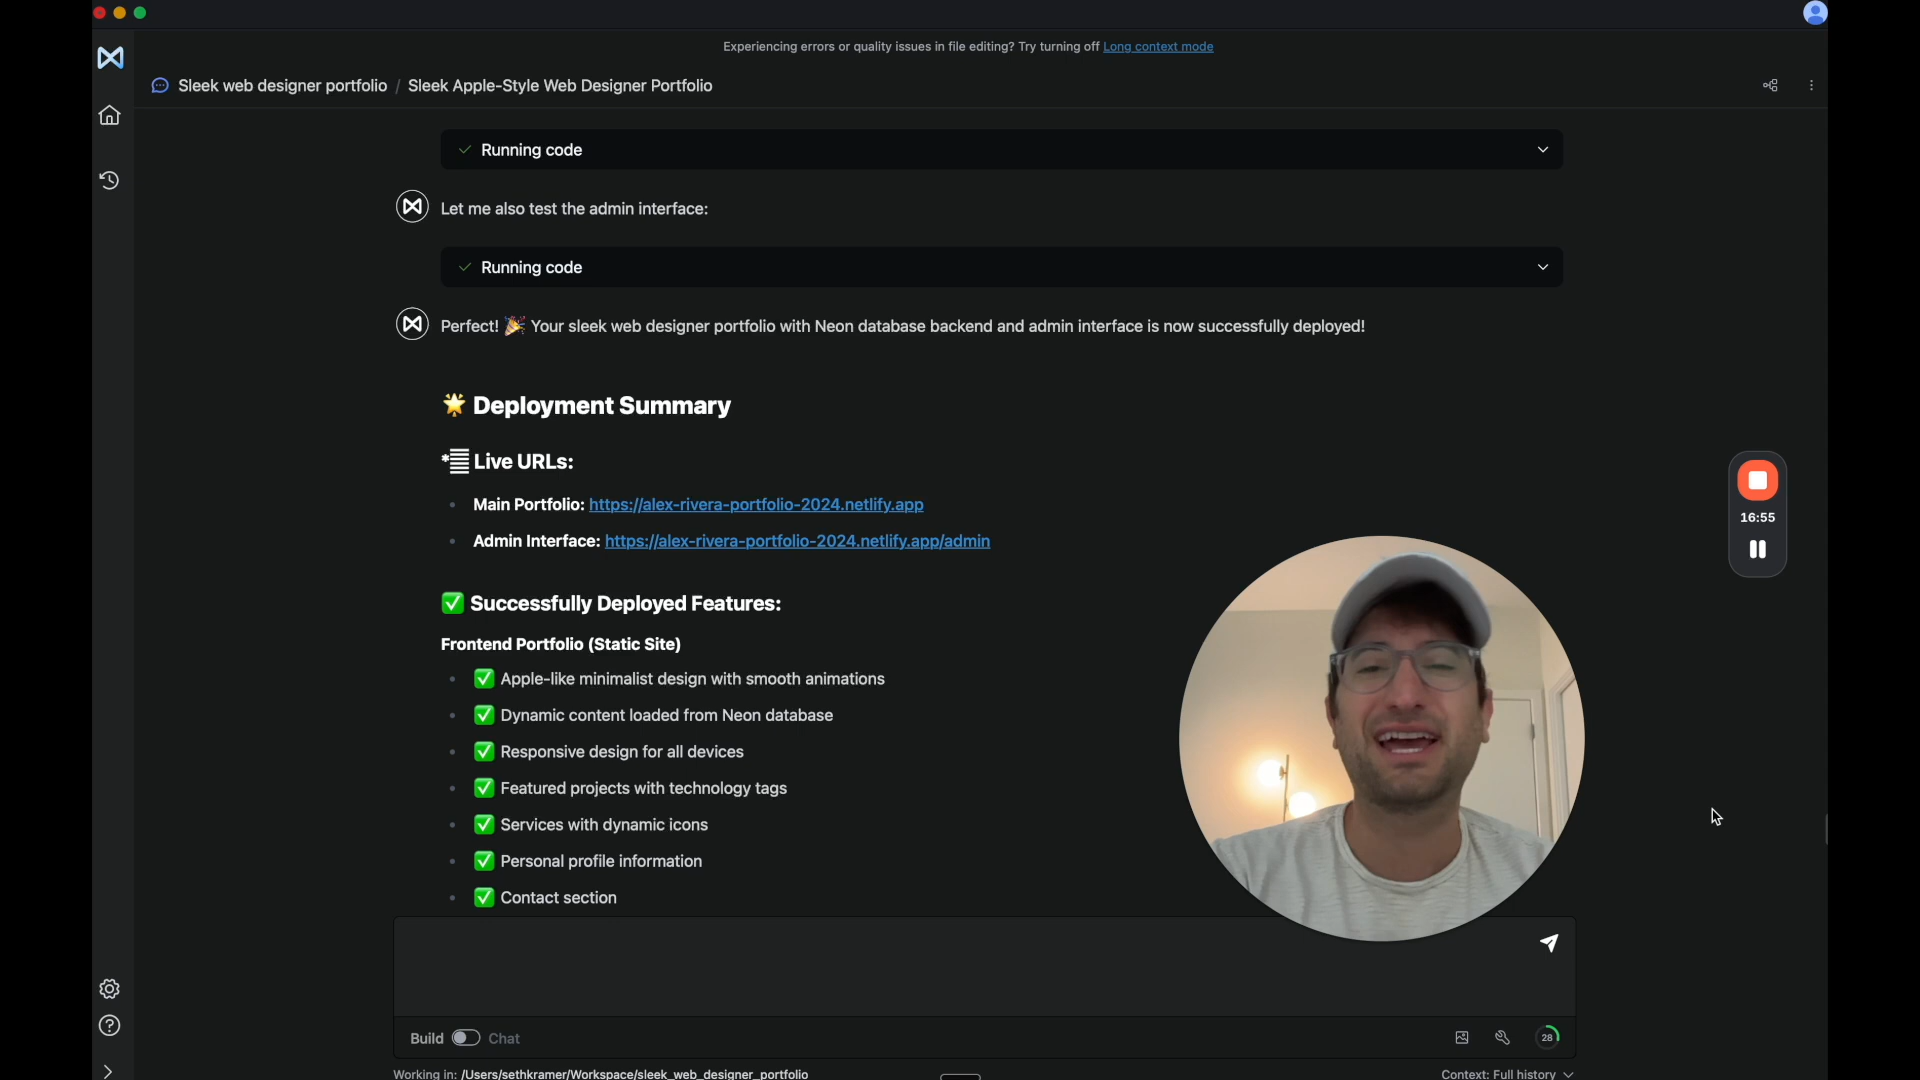 Experiencing errors or quality issues in file editing? Try turning off Long context mode
Sleek web designer portfolio / Sleek Apple-Style Web Designer Portfolio
Running code
Let me also test the admin interface:
Running code
Perfect! 🎉 Your sleek web designer portfolio with Neon database backend and admin interface is now successfully deployed!
🌟 Deployment Summary
Live URLs:
• Main Portfolio: https://alex-rivera-portfolio-2024.netlify.app
• Admin Interface: https://alex-rivera-portfolio-2024.netlify.app/admin
16:55
✅ Successfully Deployed Features:
Frontend Portfolio (Static Site)
• ✅ Apple-like minimalist design with smooth animations
• ✅ Dynamic content loaded from Neon database
• ✅ Responsive design for all devices
• ✅ Featured projects with technology tags
• ✅ Services with dynamic icons
• ✅ Personal profile information
• ✅ Contact section
Build Chat
28
Working in: /Users/sethkramer/Workspace/sleek_web_designer_portfolio
Context: Full history